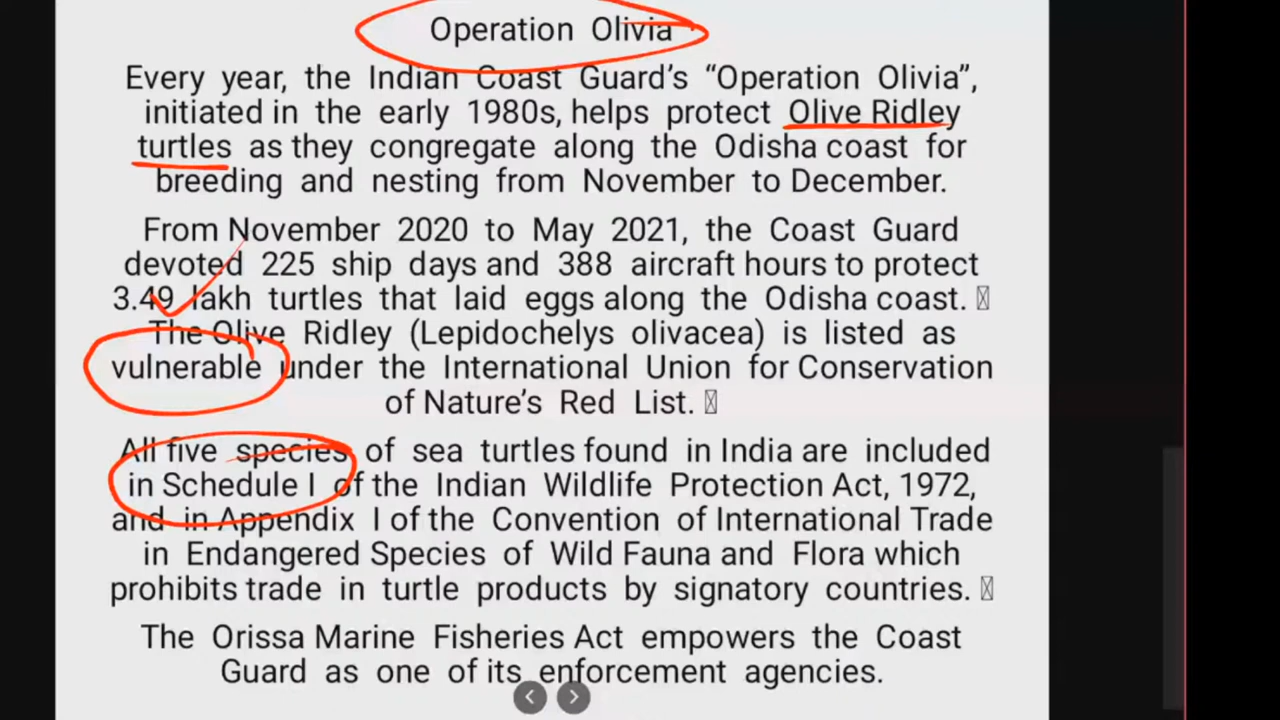 Operation Olivia
Every year, the Indian Coast Guard’s “Operation Olivia”,
initiated in the early 1980s, helps protect Olive Ridley
turtles as they congregate along the Odisha coast for
breeding and nesting from November to December.
From November 2020 to May 2021, the Coast Guard
devoted 225 ship days and 388 aircraft hours to protect
3.49 lakh turtles that laid eggs along the Odisha coast.
The Olive Ridley (Lepidochelys olivacea) is listed as
vulnerable under the International Union for Conservation
of Nature’s Red List.
All five species of sea turtles found in India are included
in Schedule I of the Indian Wildlife Protection Act, 1972,
and in Appendix I of the Convention of International Trade
in Endangered Species of Wild Fauna and Flora which
prohibits trade in turtle products by signatory countries.
The Orissa Marine Fisheries Act empowers the Coast
Guard as one of its enforcement agencies.